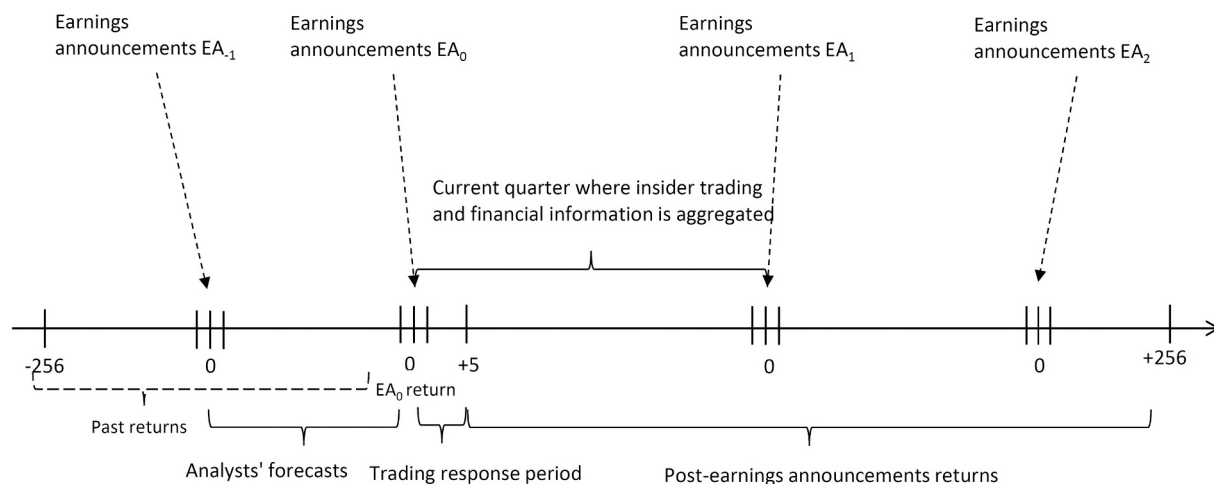 Earnings
announcements EA₋₁
Earnings
announcements EA₀
Earnings
announcements EA₁
Earnings
announcements EA₂
Current quarter where insider trading
and financial information is aggregated
-256
0
0
+5
0
0
+256
EA₀ return
Past returns
Analysts' forecasts
Trading response period
Post-earnings announcements returns